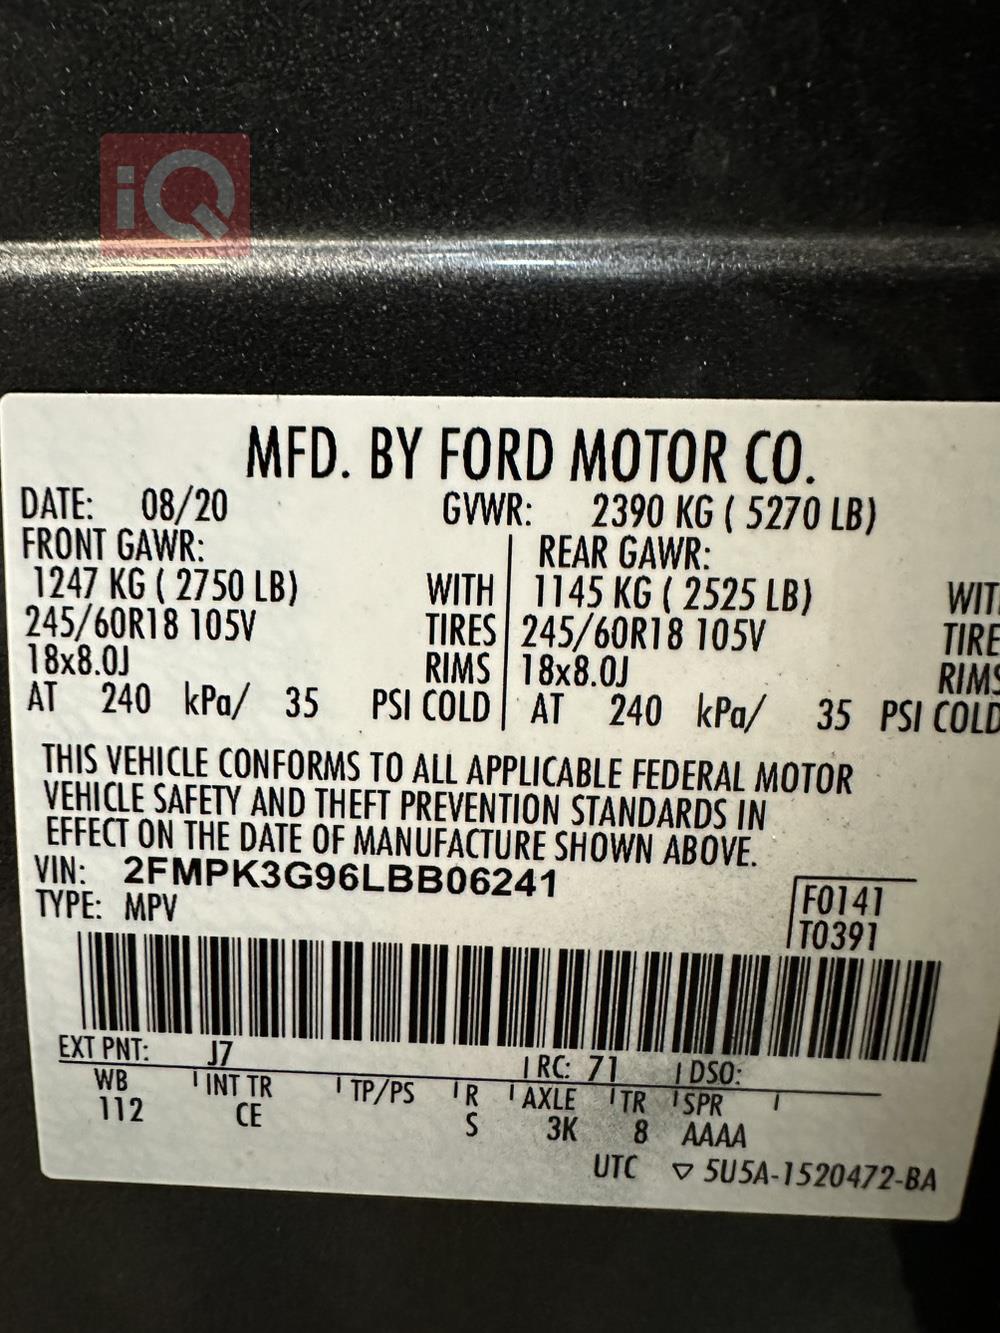 iQ
MFD. BY FORD MOTOR CO.
DATE: 08/20 GVWR: 2390 KG ( 5270 LB)
FRONT GAWR: REAR GAWR:
1247 KG ( 2750 LB) WITH 1145 KG ( 2525 LB) WIT
245/60R18 105V TIRES 245/60R18 105V TIRE
18x8.0J RIMS 18x8.0J RIMS
AT 240 kPa/ 35 PSI COLD AT 240 kPa/ 35 PSI COLD
THIS VEHICLE CONFORMS TO ALL APPLICABLE FEDERAL MOTOR
VEHICLE SAFETY AND THEFT PREVENTION STANDARDS IN
EFFECT ON THE DATE OF MANUFACTURE SHOWN ABOVE.
VIN: 2FMPK3G96LBB06241
TYPE: MPV
F0141
T0391
EXT PNT: J7 RC: 71 DSO:
WB INT TR TP/PS R AXLE TR SPR
112 CE S 3K 8 AAAA
UTC ▽ 5U5A-1520472-BA